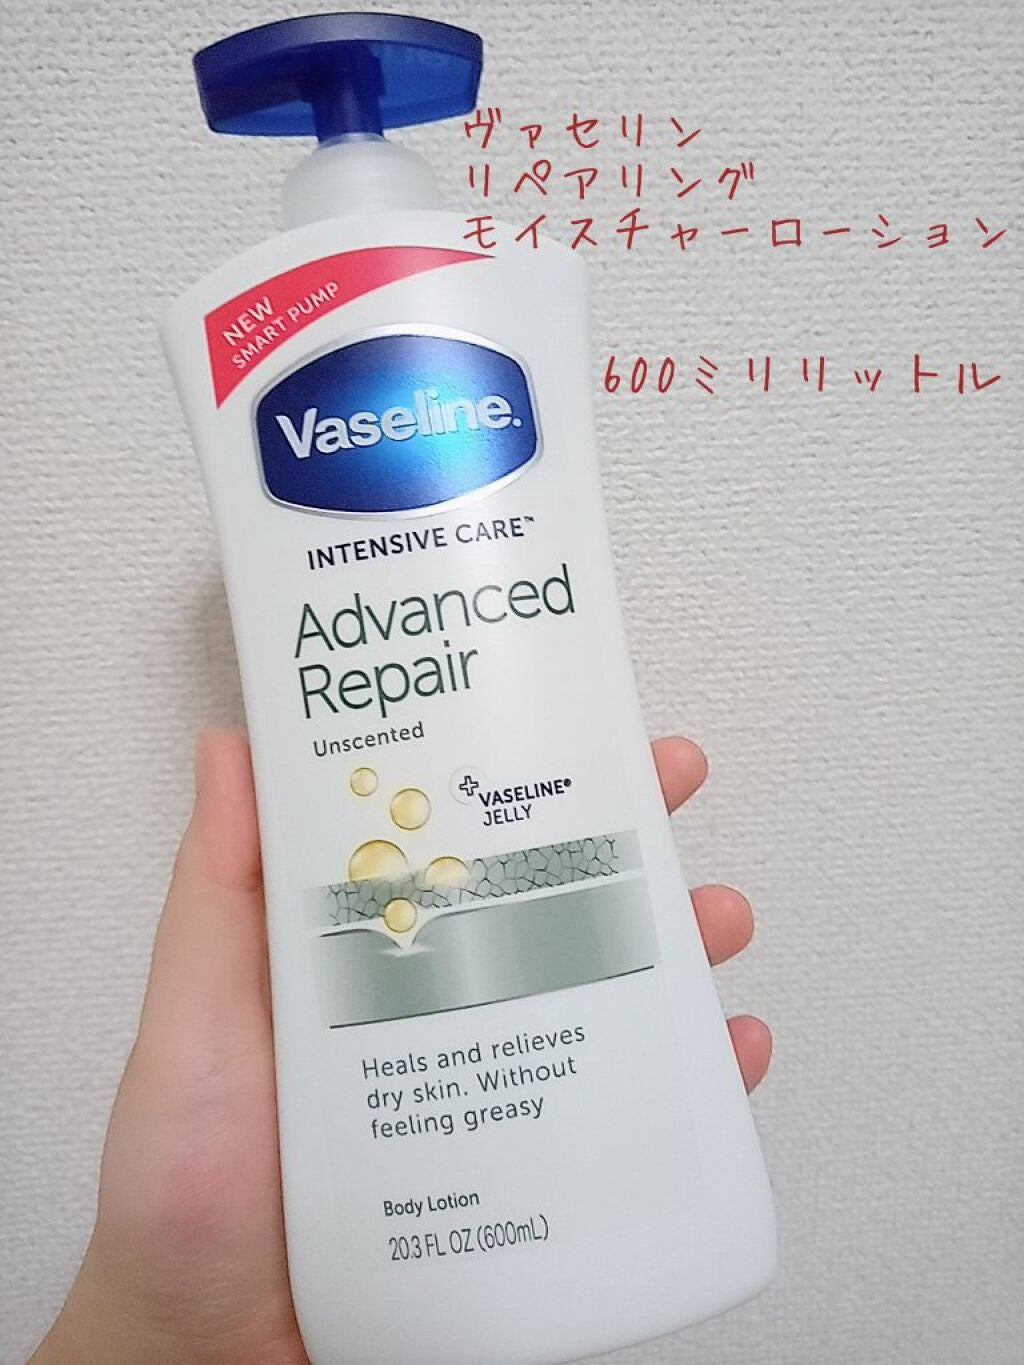 ヴァセリン
リペアリング
モイスチャーローション
600ミリリットル
NEW
SMART PUMP
Vaseline.
INTENSIVE CARE™
Advanced
Repair
Unscented
VASELINE®
JELLY
Heals and relieves
dry skin. Without
feeling greasy
Body Lotion
20.3 FL OZ (600mL)